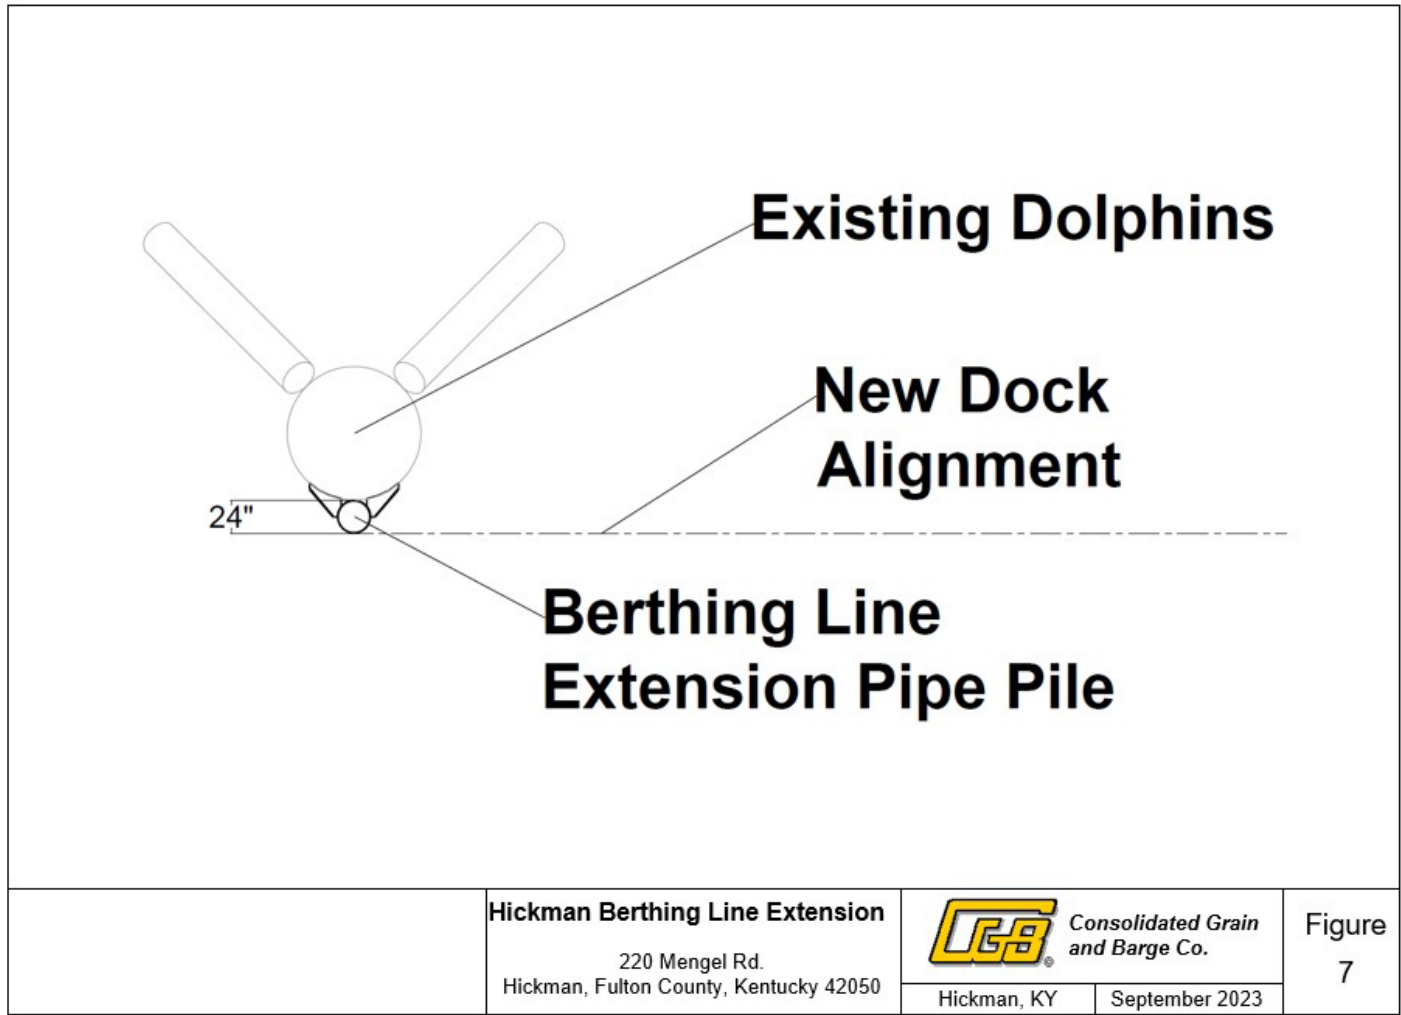 Existing Dolphins
New Dock
Alignment
24"
Berthing Line
Extension Pipe Pile
Hickman Berthing Line Extension
220 Mengel Rd.
Hickman, Fulton County, Kentucky 42050
CGB
©
Consolidated Grain
and Barge Co.
Hickman, KY
September 2023
Figure
7